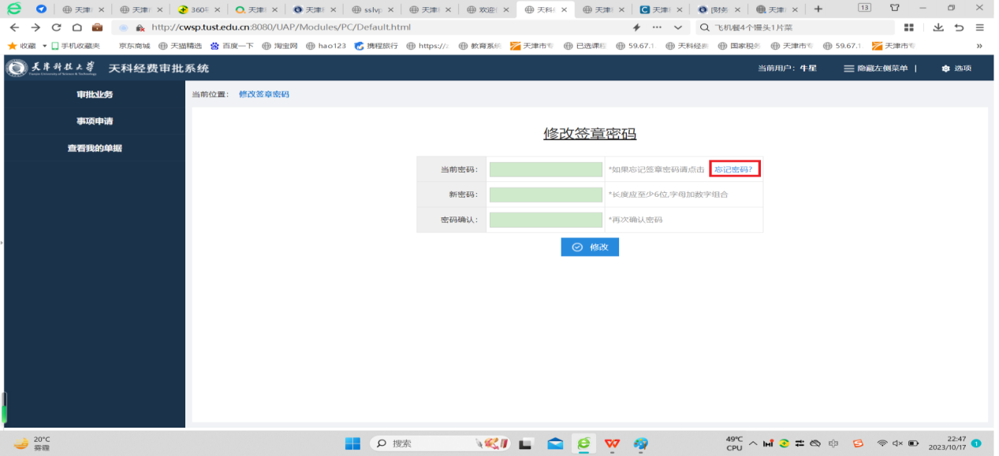 天津 天津 360 天津 天津 sslvp 天津 欢迎 天科 天津 天津 [财务 天津 13
http://cwsp.tust.edu.cn:8080/UAP/Modules/PC/Default.html 飞机餐4个馒头1片菜
收藏 手机收藏夹 京东商城 天猫精选 百度一下 淘宝网 hao123 携程旅行 https:// 教育系统 天津市专 已选课程 59.67.1 天科经费 国家税务 天津市专 59.67.1 天津市专 »
天津科技大学 天科经费审批系统 当前用户：牛星 隐藏左侧菜单 | 选项
审批业务
事项申请
查看我的单据
当前位置： 修改签章密码
修改签章密码
当前密码： *如果忘记签章密码请点击 忘记密码?
新密码： *长度应至少6位,字母加数字组合
密码确认： *再次确认密码
修改
20°C
雾霾
搜索
49°C
CPU
22:47
2023/10/17
1